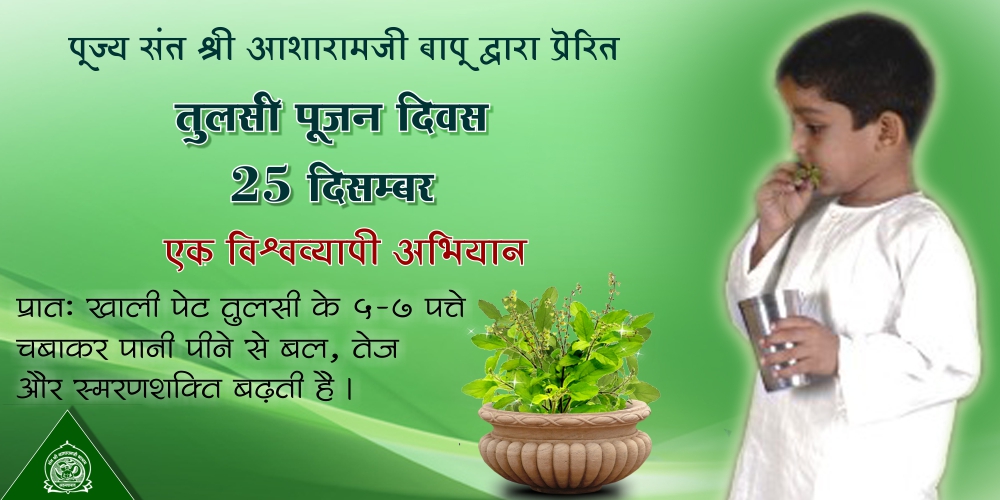 पूज्य संत श्री आशारामजी बापू द्वारा प्रेरित
तुलसी पूजन दिवस
25 दिसम्बर
एक विश्वव्यापी अभियान
प्रातः खाली पेट तुलसी के ५-७ पत्ते
चबाकर पानी पीने से बल, तेज
और स्मरणशक्ति बढ़ती है।